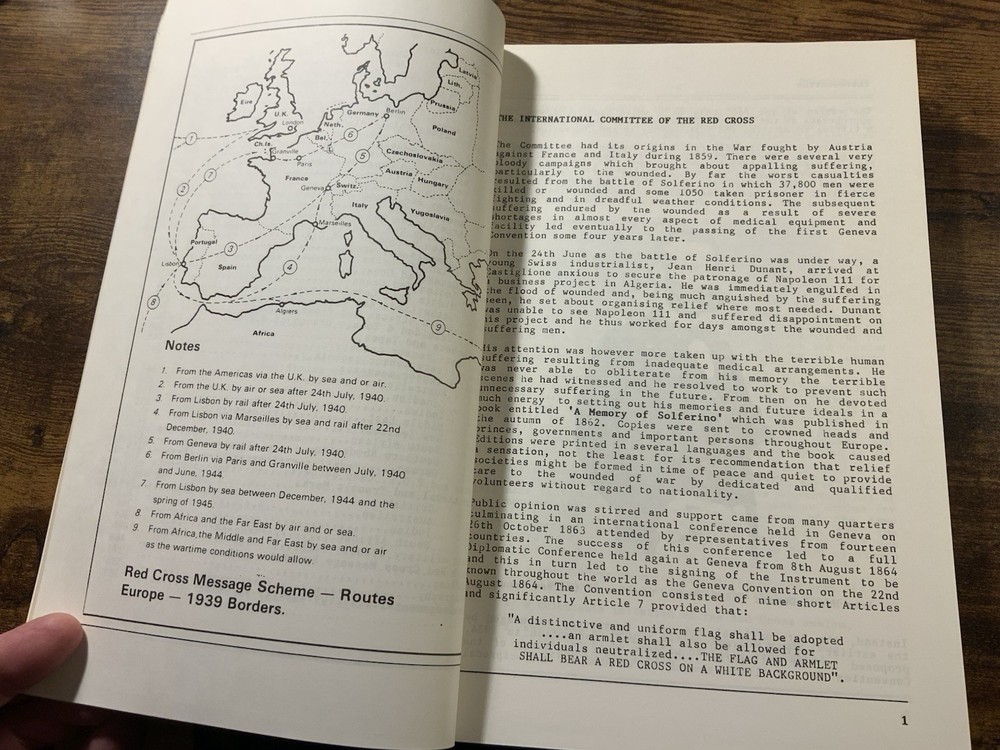 Latvia
Lith.
Prussia
Eire
U.K.
London
Neth.
Germany
Berlin
Poland
Bel.
Ch.Is.
Granville
Paris
Czechoslovakia
France
Geneva
Switz.
Austria
Hungary
Italy
Yugoslavia
Marseilles
Portugal
Lisbon
Spain
Algiers
Africa
1
2
7
6
5
3
4
8
9
Notes
1. From the Americas via the U.K. by sea and or air.
2. From the U.K. by air or sea after 24th July, 1940.
3. From Lisbon by rail after 24th July, 1940.
4. From Lisbon via Marseilles by sea and rail after 22nd
December, 1940.
5. From Geneva by rail after 24th July, 1940.
6. From Berlin via Paris and Granville between July, 1940
and June, 1944.
7. From Lisbon by sea between December, 1944 and the
spring of 1945.
8. From Africa and the Far East by air and or sea.
9. From Africa, the Middle and Far East by sea and or air
as the wartime conditions would allow.
Red Cross Message Scheme — Routes
Europe — 1939 Borders.
THE INTERNATIONAL COMMITTEE OF THE RED CROSS
The Committee had its origins in the War fought by Austria
against France and Italy during 1859. There were several very
bloody campaigns which brought about appalling suffering,
particularly to the wounded. By far the worst casualties
resulted from the battle of Solferino in which 37,800 men were
killed or wounded and some 1050 taken prisoner in fierce
fighting and in dreadful weather conditions. The subsequent
suffering endured by the wounded as a result of severe
shortages in almost every aspect of medical equipment and
facility led eventually to the passing of the first Geneva
Convention some four years later.
On the 24th June as the battle of Solferino was under way, a
young Swiss industrialist, Jean Henri Dunant, arrived at
Castiglione anxious to secure the patronage of Napoleon 111 for
a business project in Algeria. He was immediately engulfed in
the flood of wounded and, being much anguished by the suffering
seen, he set about organising relief where most needed. Dunant
was unable to see Napoleon 111 and suffered disappointment on
his project and he thus worked for days amongst the wounded and
suffering men.
His attention was however more taken up with the terrible human
suffering resulting from inadequate medical arrangements. He
was never able to obliterate from his memory the terrible
scenes he had witnessed and he resolved to work to prevent such
unnecessary suffering in the future. From then on he devoted
much energy to setting out his memories and future ideals in a
book entitled 'A Memory of Solferino' which was published in
the autumn of 1862. Copies were sent to crowned heads and
princes, governments and important persons throughout Europe.
Editions were printed in several languages and the book caused
a sensation, not the least for its recommendation that relief
societies might be formed in time of peace and quiet to provide
care to the wounded of war by dedicated and qualified
volunteers without regard to nationality.
Public opinion was stirred and support came from many quarters
culminating in an international conference held in Geneva on
26th October 1863 attended by representatives from fourteen
countries. The success of this conference led to a full
Diplomatic Conference held again at Geneva from 8th August 1864
and this in turn led to the signing of the Instrument to be
known throughout the world as the Geneva Convention on the 22nd
August 1864. The Convention consisted of nine short Articles
and significantly Article 7 provided that:
"A distinctive and uniform flag shall be adopted
....an armlet shall also be allowed for
individuals neutralized....THE FLAG AND ARMLET
SHALL BEAR A RED CROSS ON A WHITE BACKGROUND".
1